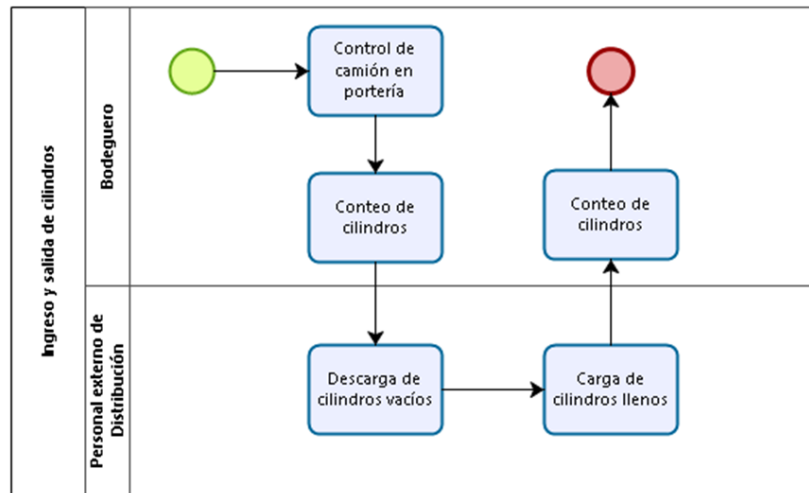 Ingreso y salida de cilindros
Bodeguero
Control de
camión en
portería
Conteo de
cilindros
Conteo de
cilindros
Personal externo de
Distribución
Descarga de
cilindros vacíos
Carga de
cilindros llenos